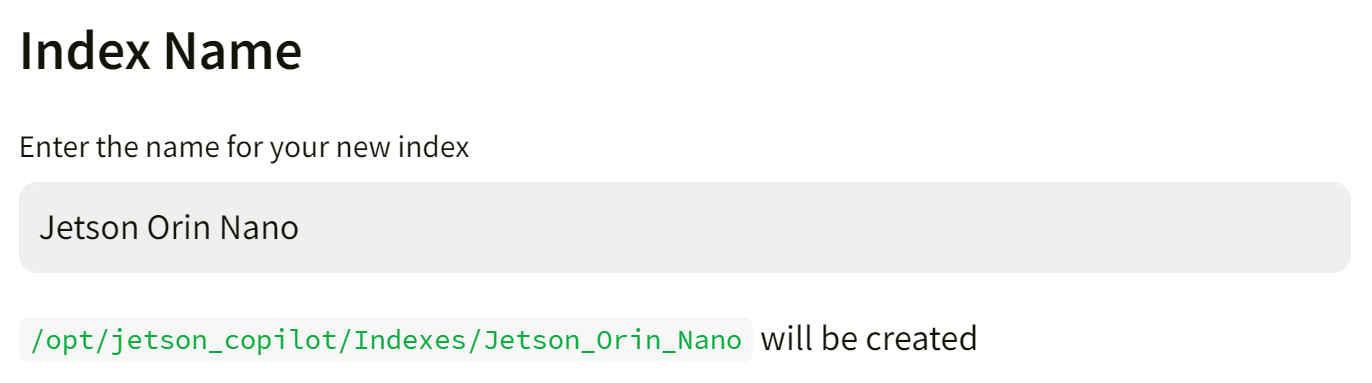 Index Name
Enter the name for your new index
Jetson Orin Nano
/opt/jetson_copilot/Indexes/Jetson_Orin_Nano will be created